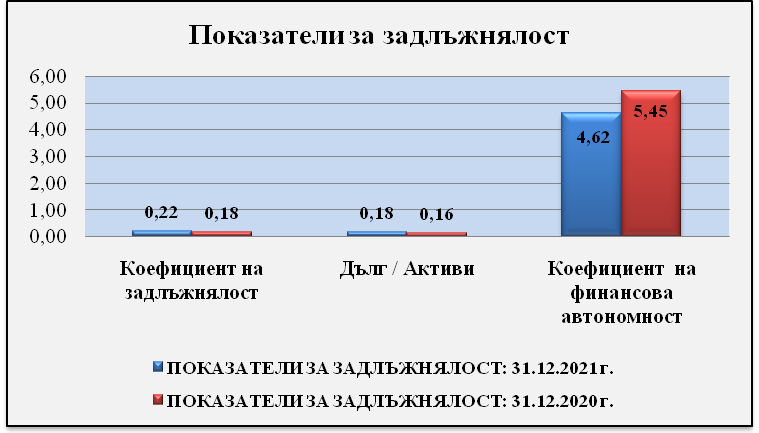 Показатели за задлъжнялост
6,00
5,00
4,00
3,00
2,00
1,00
0,00
0,22
0,18
0,18
0,16
4,62
5,45
Коефициент на
задлъжнялост
Дълг / Активи
Коефициент на
финансова
автономност
ПОКАЗАТЕЛИ ЗА ЗАДЛЪЖНЯЛОСТ: 31.12.2021 г.
ПОКАЗАТЕЛИ ЗА ЗАДЛЪЖНЯЛОСТ: 31.12.2020 г.